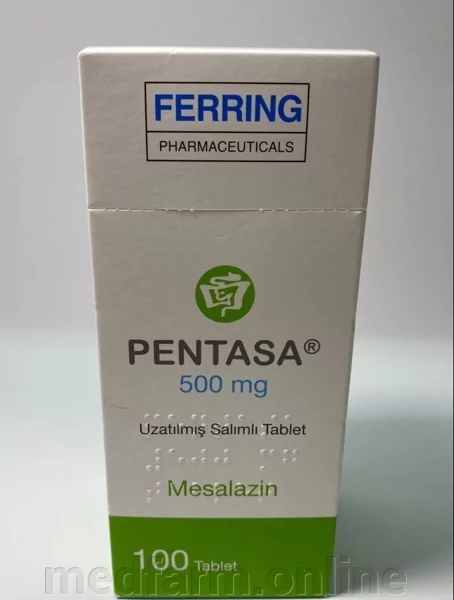 FERRING
PHARMACEUTICALS
PENTASA®
500 mg
Uzatılmış Salımlı Tablet
Mesalazin
100 Tablet
medfarm.online